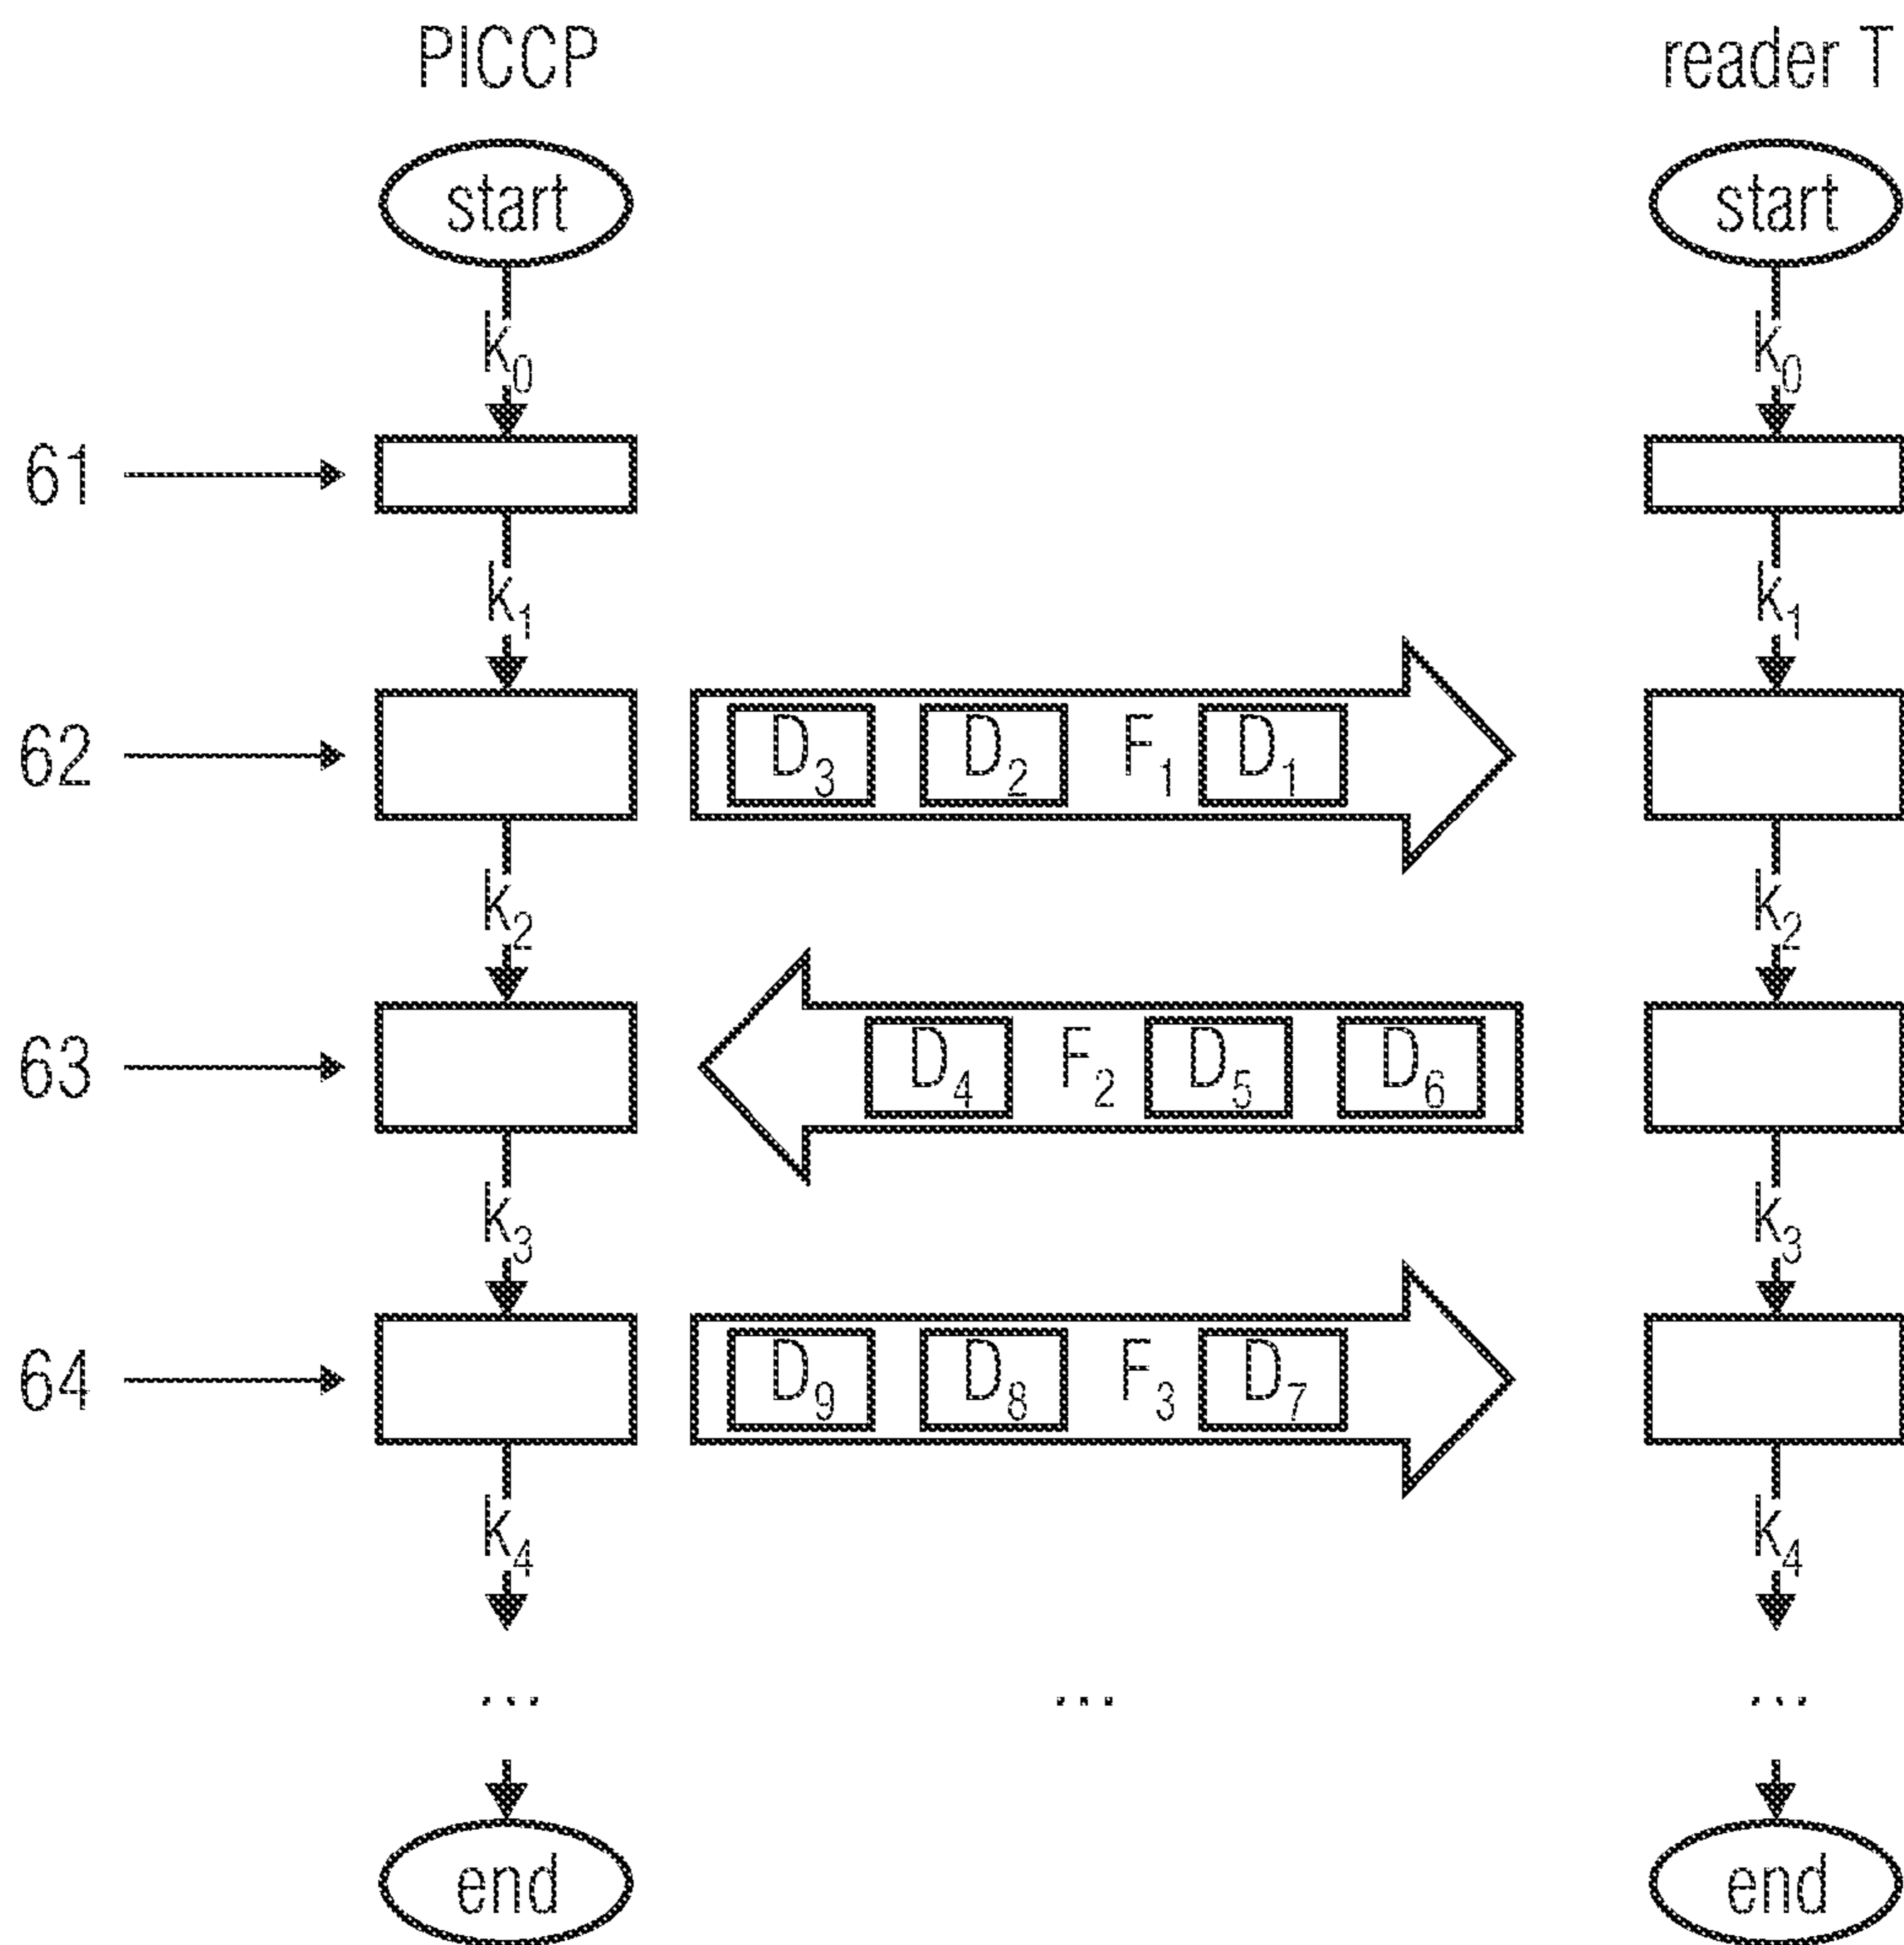 PICCP reader T
start start
k₀ k₀
61
k₁ k₁
62 D₃ D₂ F₁ D₁
k₂ k₂
63 D₄ F₂ D₅ D₆
k₃ k₃
64 D₉ D₈ F₃ D₇
k₄ k₄
... ... ...
end end